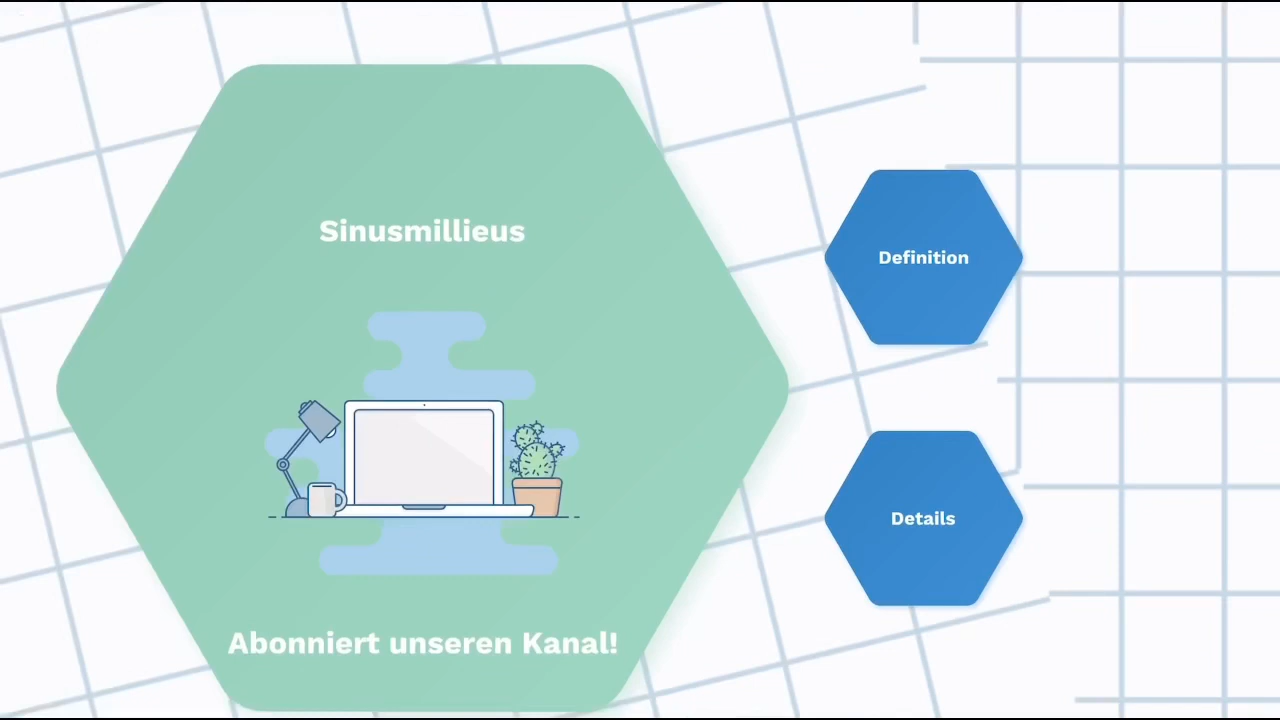 Sinusmillieus
Abonniert unseren Kanal!
Definition
Details